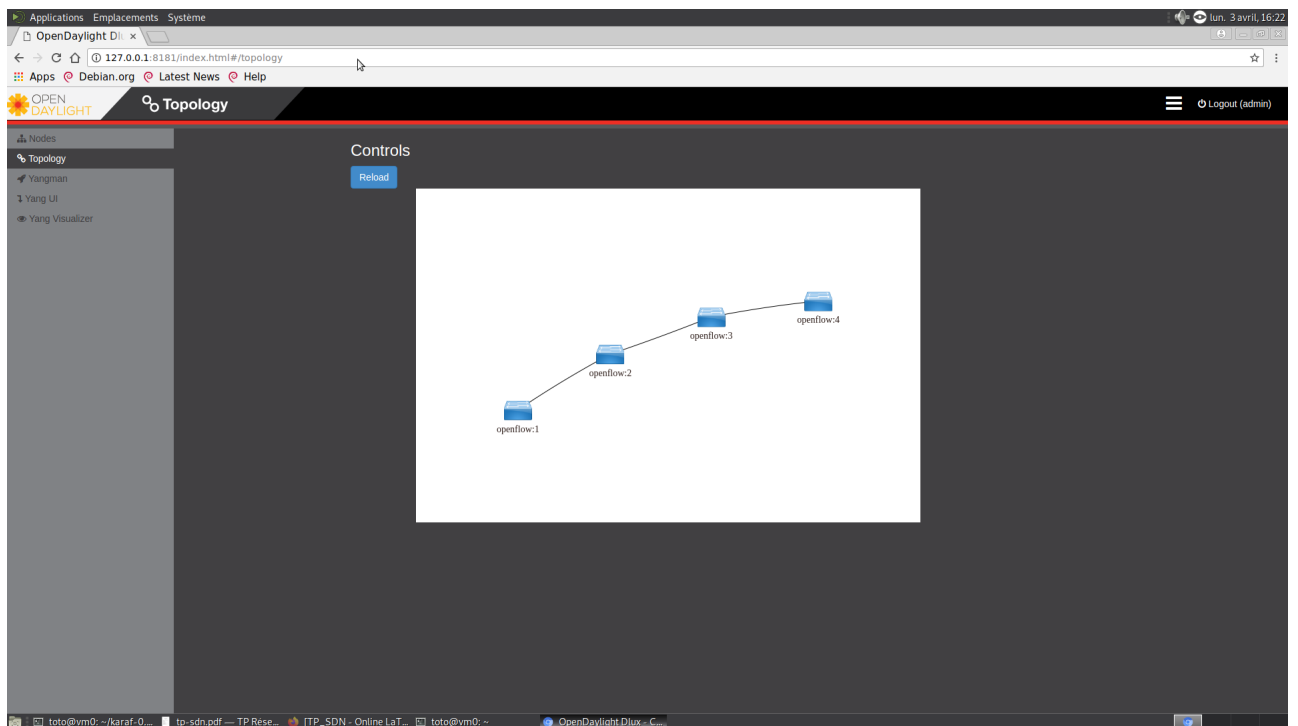 Applications Emplacements Système
lun. 3 avril, 16:22
OpenDaylight Dl
127.0.0.1:8181/index.html#/topology
Apps Debian.org Latest News Help
OPEN DAYLIGHT
Topology
Logout (admin)
Nodes
Topology
Yangman
Yang UI
Yang Visualizer
Controls
Reload
openflow:4
openflow:3
openflow:2
openflow:1
toto@vm0: ~/karaf-0.... tp-sdn.pdf — TP Rése... [TP_SDN - Online LaT... toto@vm0: ~ OpenDaylight Dlux - C...